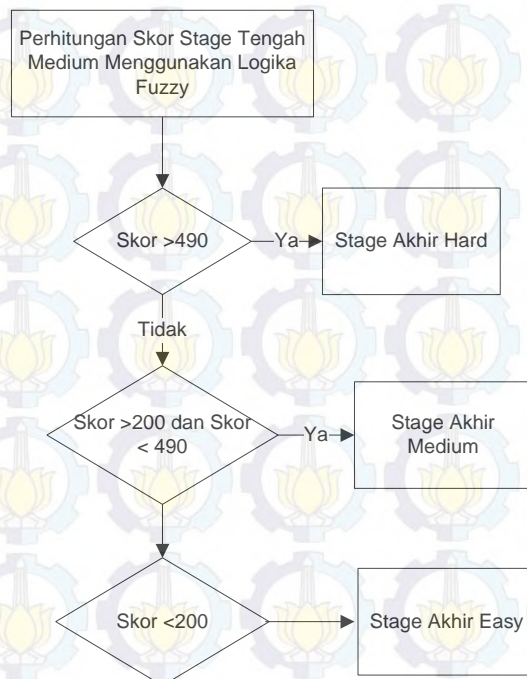 Perhitungan Skor Stage Tengah
Medium Menggunakan Logika
Fuzzy
Skor >490
Ya
Stage Akhir Hard
Tidak
Skor >200 dan Skor
< 490
Ya
Stage Akhir
Medium
Skor <200
Stage Akhir Easy